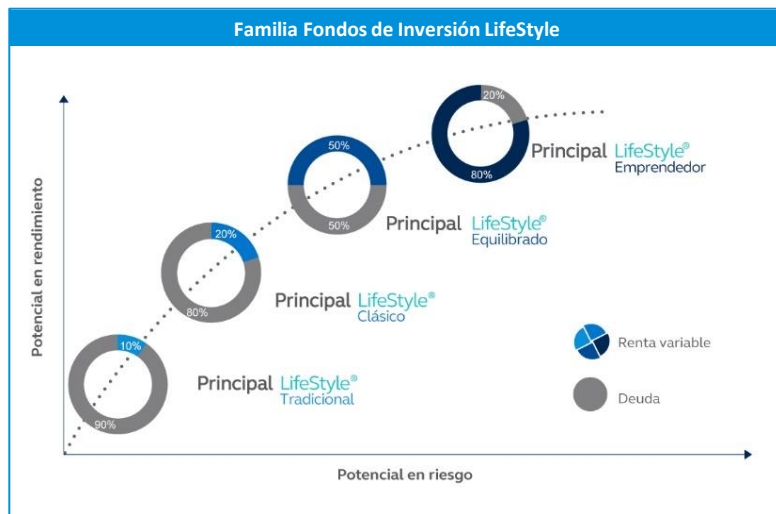 Familia Fondos de Inversión LifeStyle
Potencial en rendimiento
20%
80%
Principal LifeStyle®
Emprendedor
50%
50%
Principal LifeStyle®
Equilibrado
20%
80%
Principal LifeStyle®
Clásico
10%
90%
Principal LifeStyle®
Tradicional
Renta variable
Deuda
Potencial en riesgo